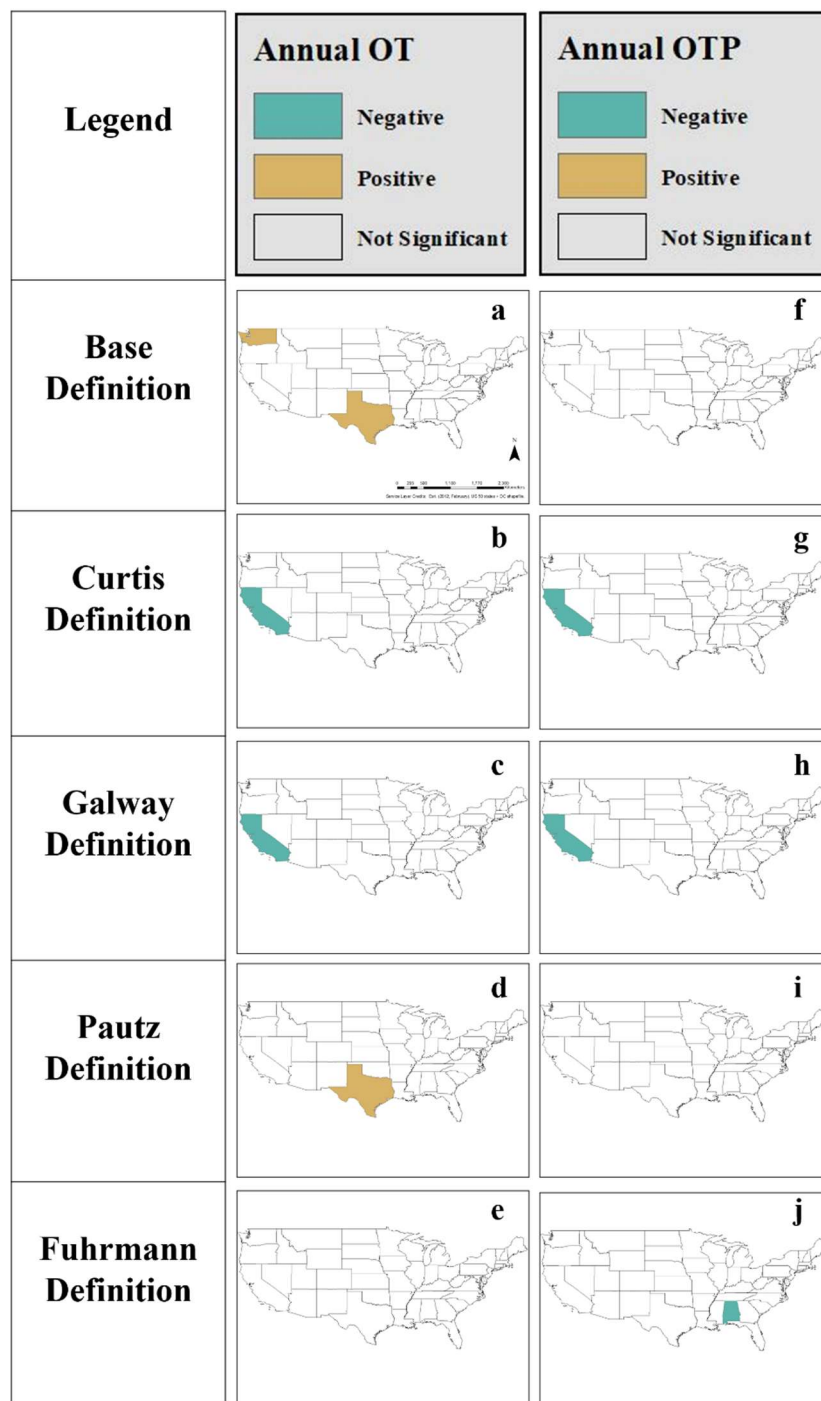 Legend
Annual OT
Negative
Positive
Not Significant
Annual OTP
Negative
Positive
Not Significant
Base
Definition
a
N
f
Curtis
Definition
b
g
Galway
Definition
c
h
Pautz
Definition
d
i
Fuhrmann
Definition
e
j